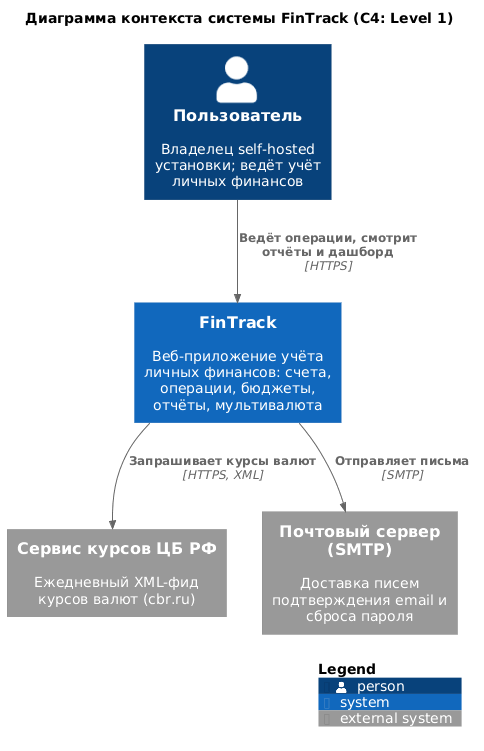 Диаграмма контекста системы FinTrack (C4: Level 1)
Пользователь
Владелец self-hosted
установки; ведёт учёт
личных финансов
Ведёт операции, смотрит
отчёты и дашборд
[HTTPS]
FinTrack
Веб-приложение учёта
личных финансов: счета,
операции, бюджеты,
отчёты, мультивалюта
Запрашивает курсы валют
[HTTPS, XML]
Отправляет письма
[SMTP]
Сервис курсов ЦБ РФ
Ежедневный XML-фид
курсов валют (cbr.ru)
Почтовый сервер
(SMTP)
Доставка писем
подтверждения email и
сброса пароля
Legend
person
system
external system